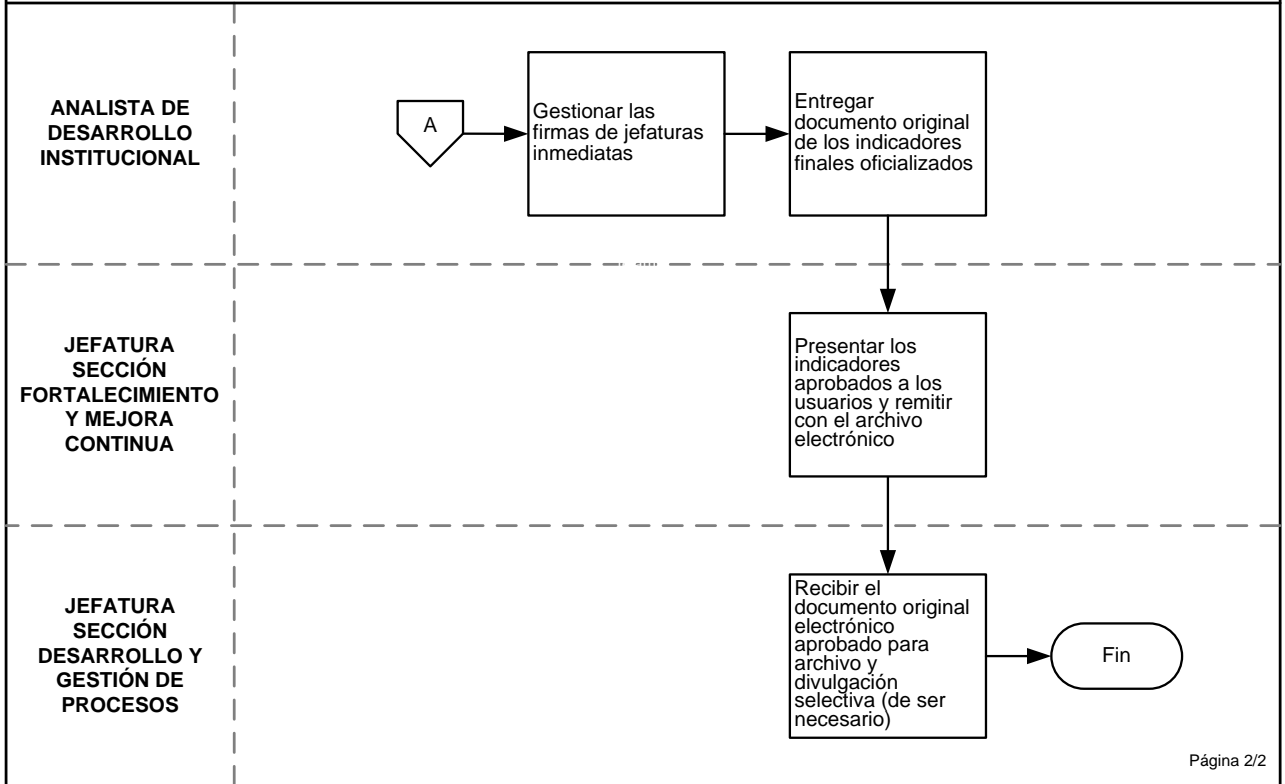 ANALISTA DE
DESARROLLO
INSTITUCIONAL
A
Gestionar las
firmas de jefaturas
inmediatas
Entregar
documento original
de los indicadores
finales oficializados
JEFATURA
SECCIÓN
FORTALECIMIENTO
Y MEJORA
CONTINUA
Presentar los
indicadores
aprobados a los
usuarios y remitir
con el archivo
electrónico
JEFATURA
SECCIÓN
DESARROLLO Y
GESTIÓN DE
PROCESOS
Recibir el
documento original
electrónico
aprobado para
archivo y
divulgación
selectiva (de ser
necesario)
Fin
Página 2/2